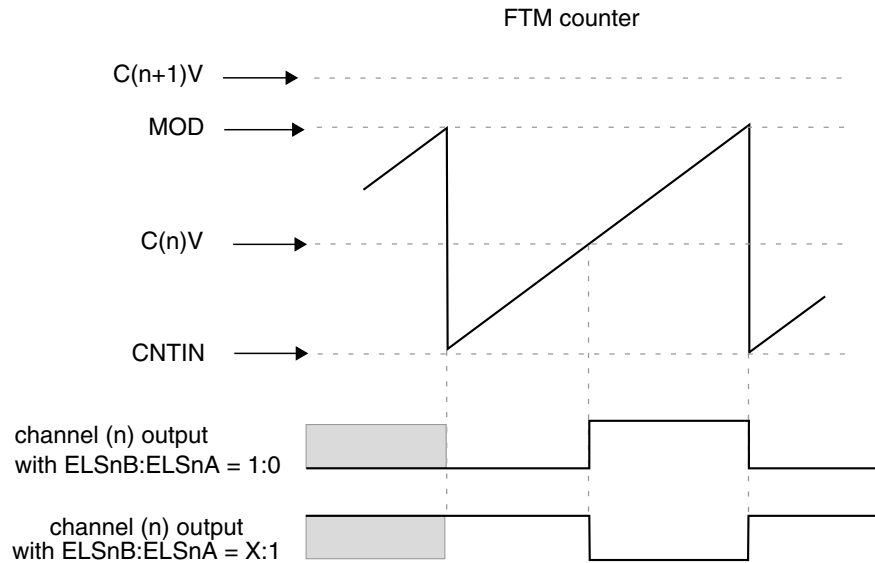 FTM counter
C(n+1)V
MOD
C(n)V
CNTIN
channel (n) output
with ELSnB:ELSnA = 1:0
channel (n) output
with ELSnB:ELSnA = X:1